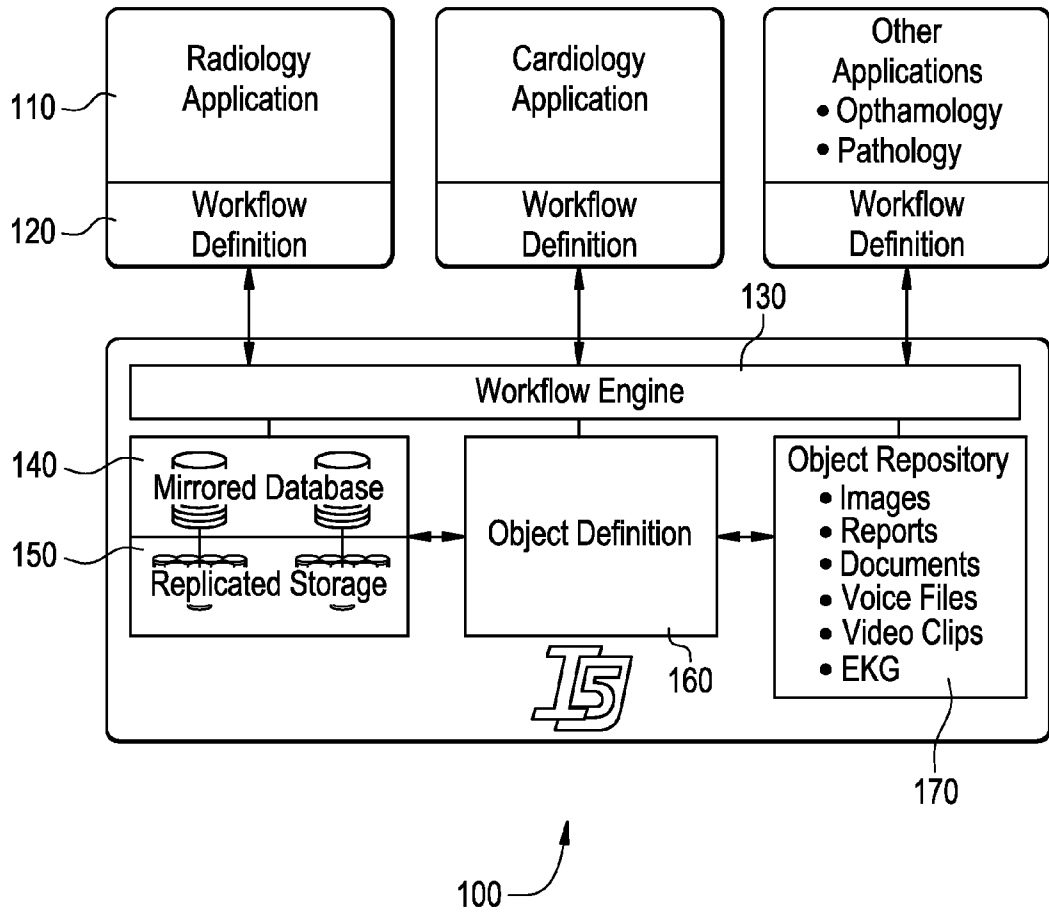 Radiology
Application
Cardiology
Application
Other
Applications
• Opthamology
• Pathology
110
Workflow
Definition
Workflow
Definition
Workflow
Definition
120
130
Workflow Engine
140
Mirrored Database
150
Replicated Storage
Object Definition
160
Object Repository
• Images
• Reports
• Documents
• Voice Files
• Video Clips
• EKG
170
I5
100